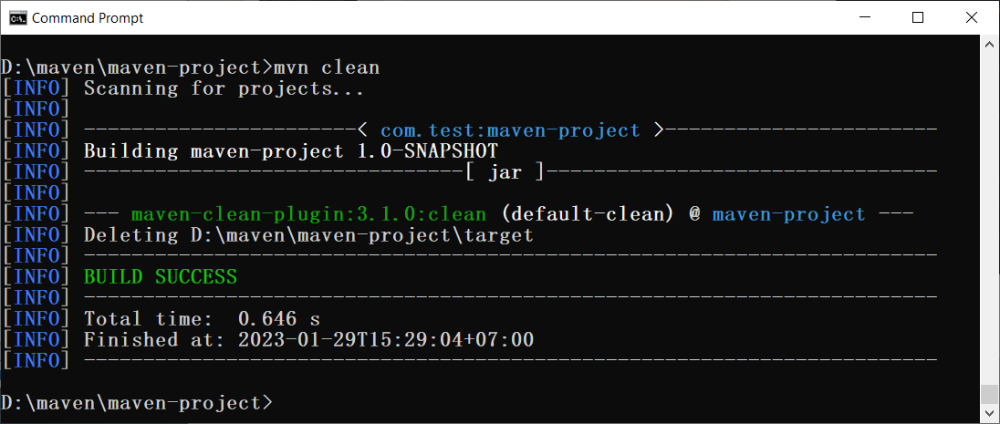 Command Prompt
D:\maven\maven-project>mvn clean
[INFO] Scanning for projects...
[INFO]
[INFO] -----------------------< com.test:maven-project >-----------------------
[INFO] Building maven-project 1.0-SNAPSHOT
[INFO] --------------------------------[ jar ]---------------------------------
[INFO]
[INFO] --- maven-clean-plugin:3.1.0:clean (default-clean) @ maven-project ---
[INFO] Deleting D:\maven\maven-project\target
[INFO] ------------------------------------------------------------------------
[INFO] BUILD SUCCESS
[INFO] ------------------------------------------------------------------------
[INFO] Total time:  0.646 s
[INFO] Finished at: 2023-01-29T15:29:04+07:00
[INFO] ------------------------------------------------------------------------
D:\maven\maven-project>